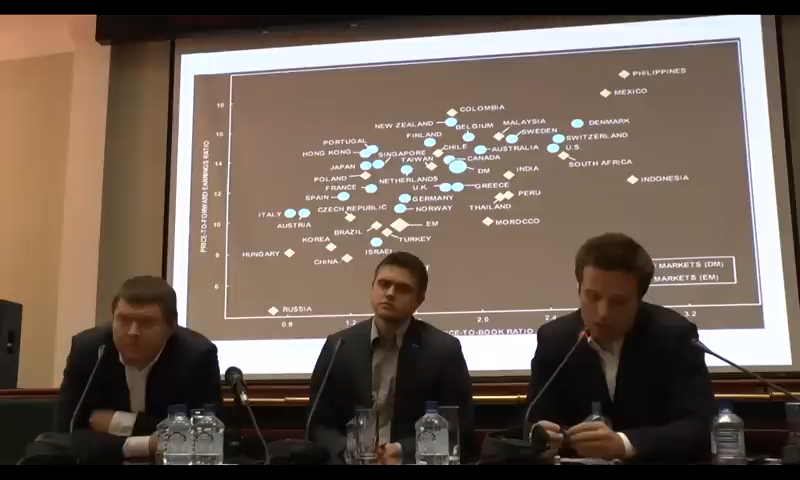 PHILIPPINES
MEXICO
COLOMBIA
NEW ZEALAND
MALAYSIA
DENMARK
BELGIUM
SWEDEN
FINLAND
SWITZERLAND
PORTUGAL
CHILE
AUSTRALIA
U.S.
HONG KONG
SINGAPORE
TAIWAN
CANADA
SOUTH AFRICA
JAPAN
DM
INDIA
POLAND
NETHERLANDS
INDONESIA
FRANCE
U.K.
GREECE
SPAIN
GERMANY
PERU
THAILAND
ITALY
CZECH REPUBLIC
NORWAY
AUSTRIA
BRAZIL
EM
MOROCCO
KOREA
TURKEY
HUNGARY
ISRAEL
CHINA
RUSSIA
MARKETS (DM)
MARKETS (EM)
PRICE-TO-FORWARD EARNINGS RATIO
18
16
14
12
10
8
6
0.8
1.2
2.0
2.4
3.2
-TO-BOOK RATIO